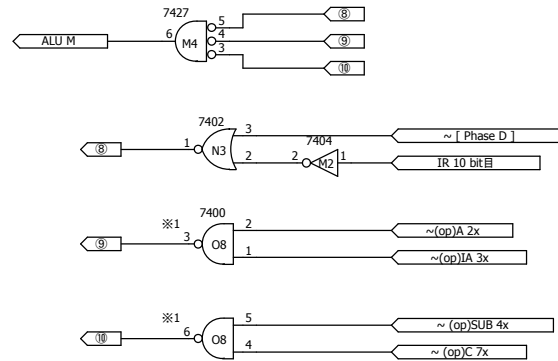 7427
ALU M
6
M4
5
4
3
⑧
⑨
⑩
7402
⑧
1
N3
3
2
7404
2
M2
1
~ [ Phase D ]
IR 10 bit目
※1
7400
⑨
3
O8
2
1
~(op)A 2x
~(op)IA 3x
※1
⑩
6
O8
5
4
~ (op)SUB 4x
~ (op)C 7x